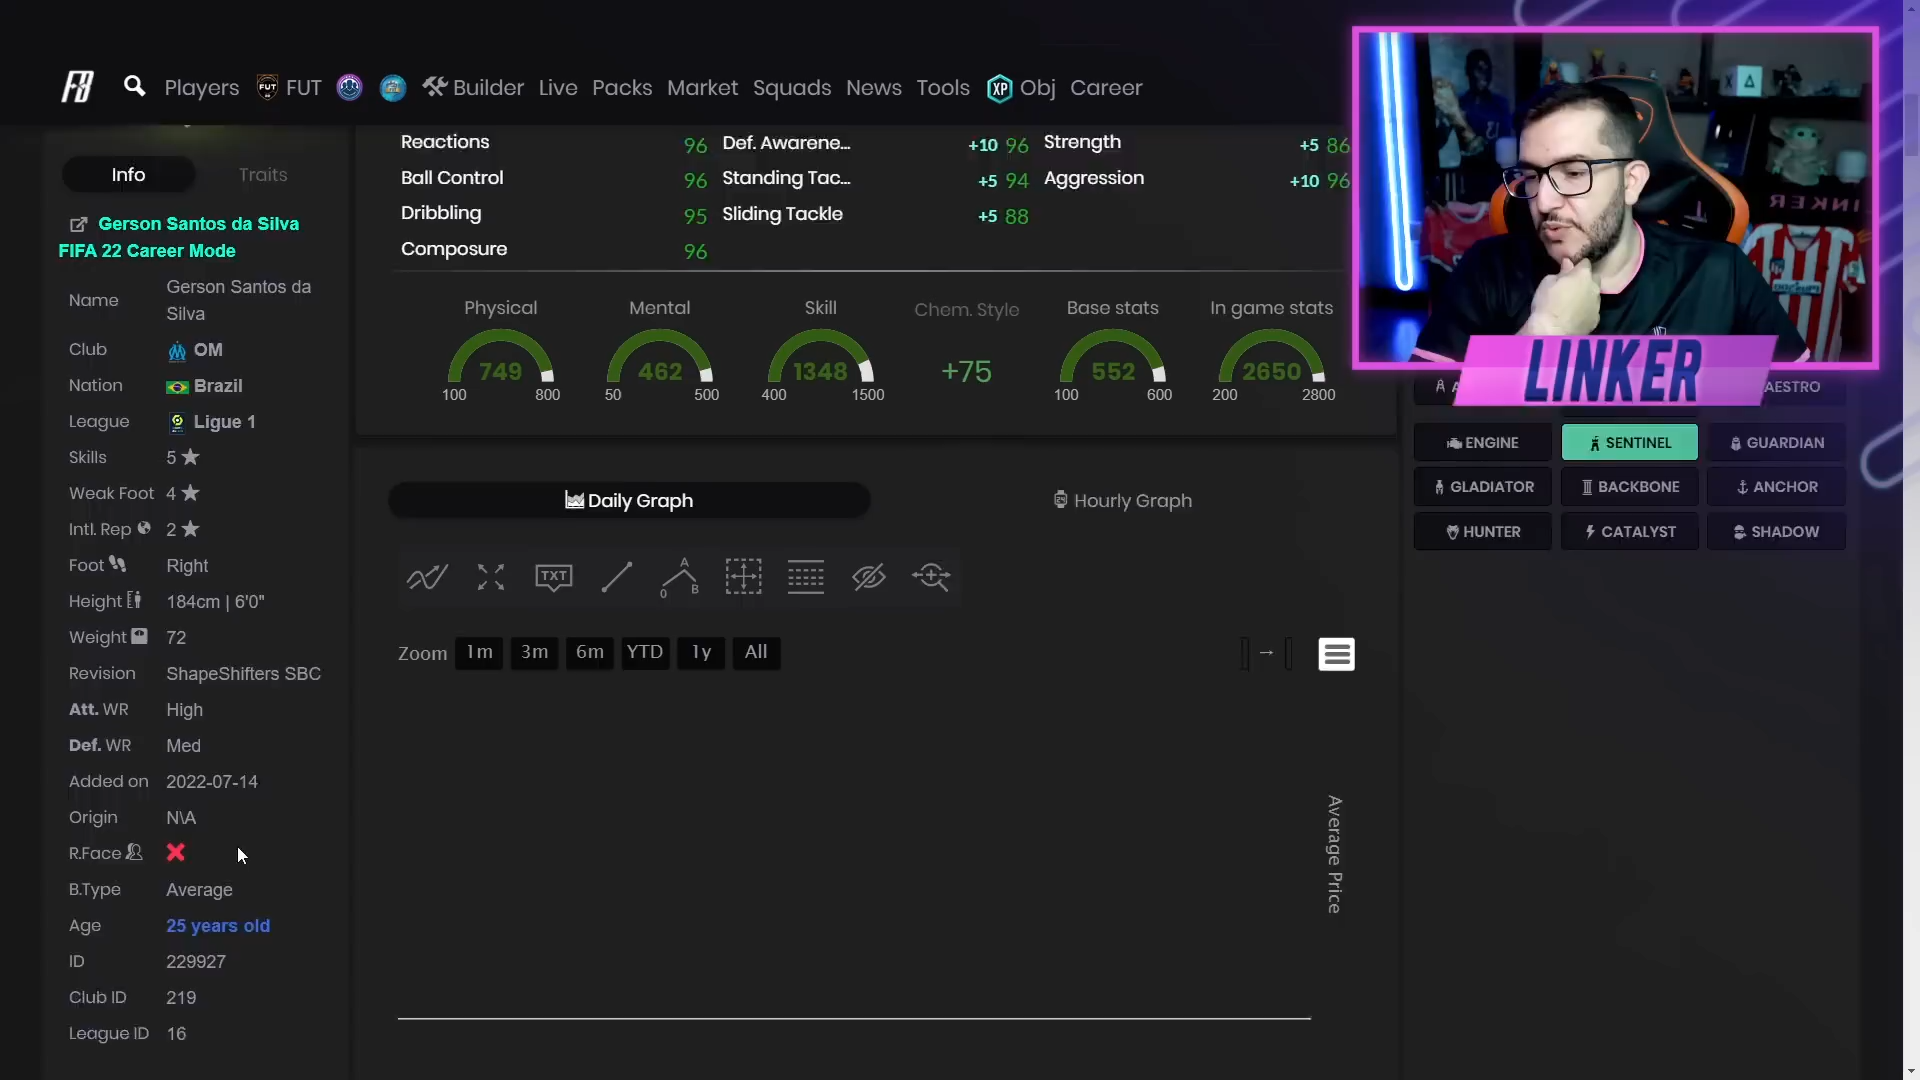 Players FUT Builder Live Packs Market Squads News Tools XP Obj Career
Info Traits
Gerson Santos da Silva
FIFA 22 Career Mode
Name Gerson Santos da
Silva
Club OM
Nation Brazil
League Ligue 1
Skills 5
Weak Foot 4
Intl. Rep 2
Foot Right
Height 184cm | 6'0"
Weight 72
Revision ShapeShifters SBC
Att. WR High
Def. WR Med
Added on 2022-07-14
Origin N\A
R.Face
B.Type Average
Age 25 years old
ID 229927
Club ID 219
League ID 16
Reactions 96 Def. Awarene... +10 96 Strength +5 86
Ball Control 96 Standing Tac... +5 94 Aggression +10 96
Dribbling 95 Sliding Tackle +5 88
Composure 96
Physical Mental Skill Chem. Style Base stats In game stats
749 462 1348 +75 552 2650
100 800 50 500 400 1500 100 600 200 2800
Daily Graph Hourly Graph
TXT
A
0 B
Zoom 1m 3m 6m YTD 1y All →
Average Price
LINKER
ENGINE SENTINEL GUARDIAN
GLADIATOR BACKBONE ANCHOR
HUNTER CATALYST SHADOW